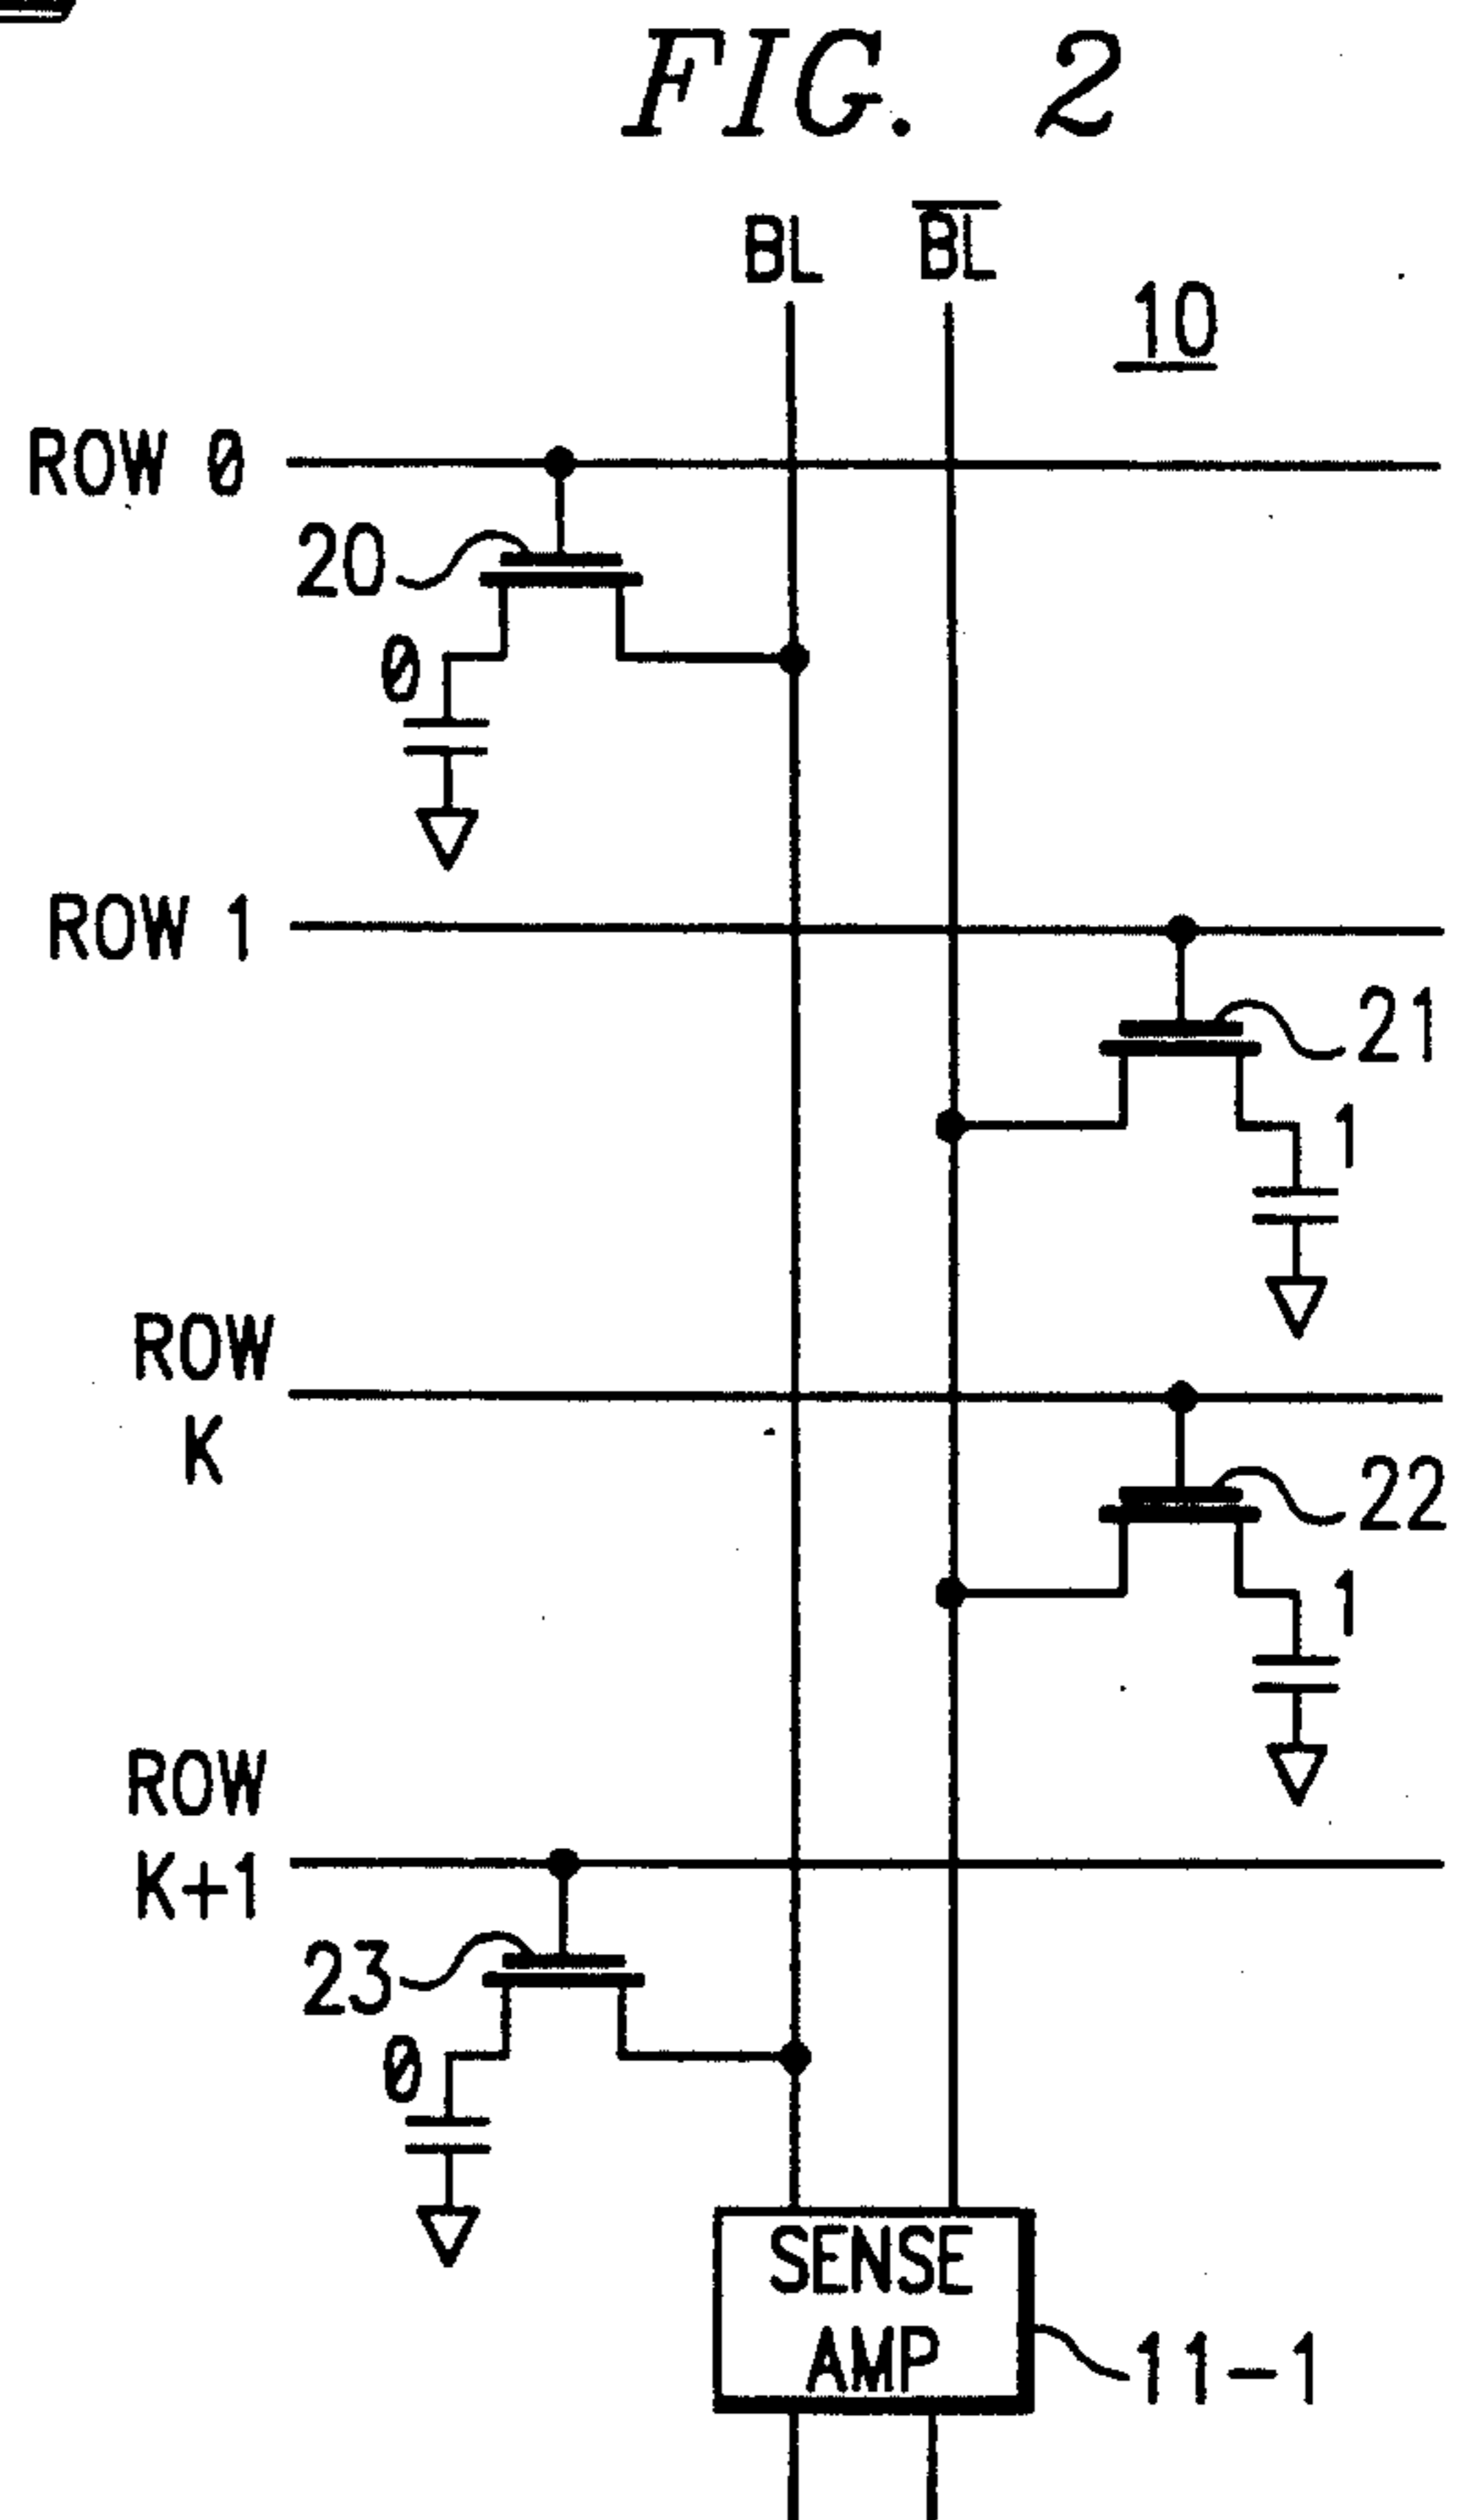 FIG. 2
BL B̅L̅
10
ROW 0
20
0
ROW 1
21
1
ROW
K
22
1
ROW
K+1
23
0
SENSE
AMP
11-1